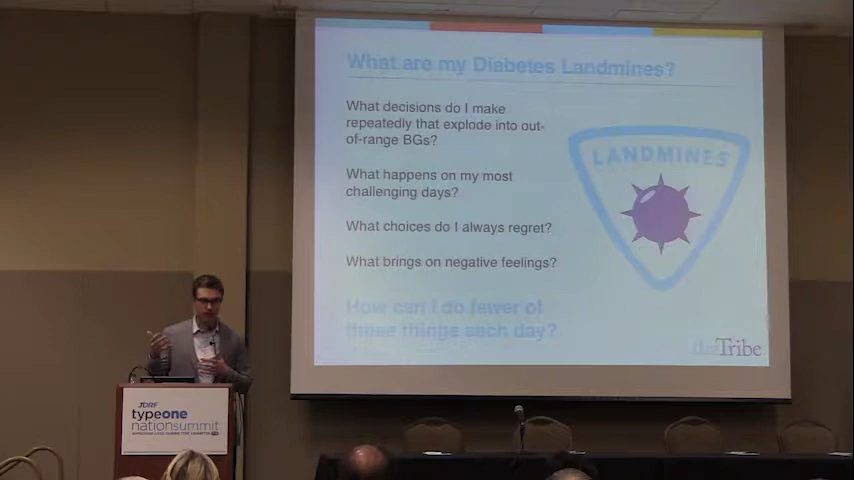 What are my Diabetes Landmines?
What decisions do I make
repeatedly that explode into out-
of-range BGs?
What happens on my most
challenging days?
What choices do I always regret?
What brings on negative feelings?
How can I do fewer of
these things each day?
LANDMINES
diaTribe
JDRF
typeone
nationsummit